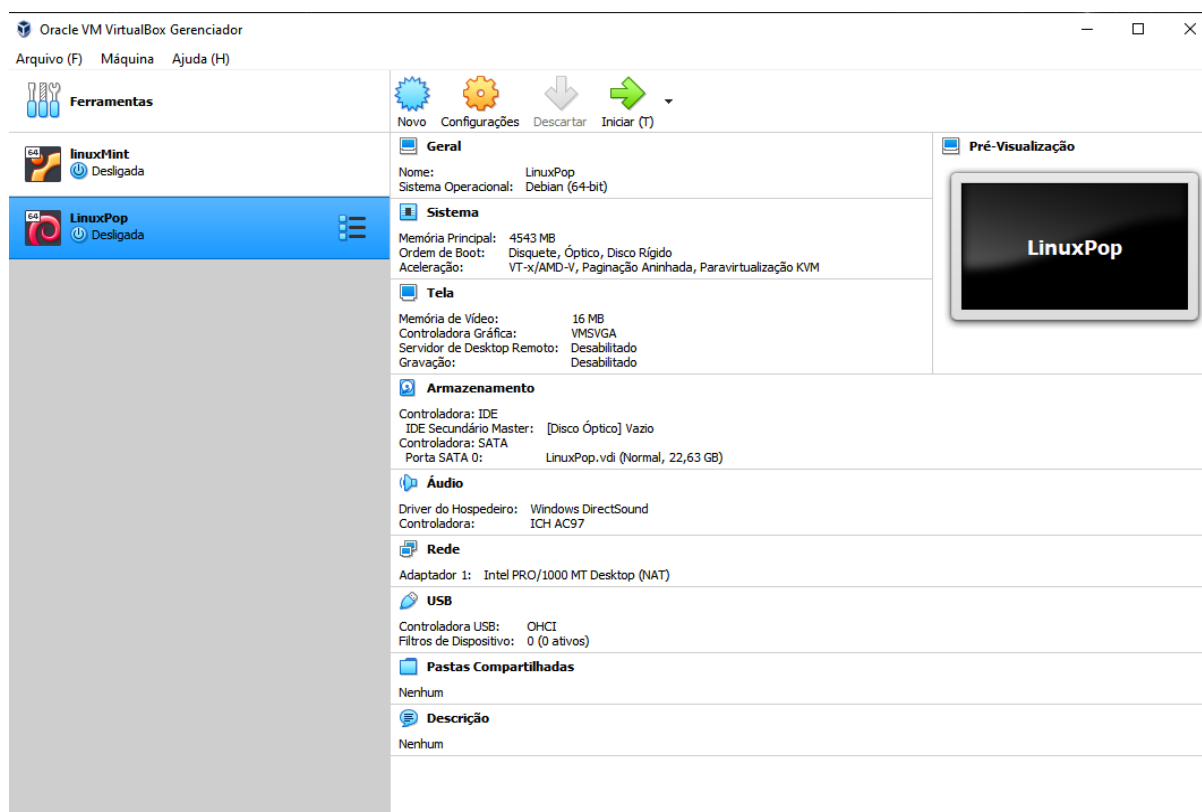 Oracle VM VirtualBox Gerenciador
Arquivo (F) Máquina Ajuda (H)
Ferramentas
Novo Configurações Descartar Iniciar (T)
64 linuxMint
Desligada
64 LinuxPop
Desligada
Geral
Nome: LinuxPop
Sistema Operacional: Debian (64-bit)
Sistema
Memória Principal: 4543 MB
Ordem de Boot: Disquete, Óptico, Disco Rígido
Aceleração: VT-x/AMD-V, Paginação Aninhada, Paravirtualização KVM
Tela
Memória de Vídeo: 16 MB
Controladora Gráfica: VMSVGA
Servidor de Desktop Remoto: Desabilitado
Gravação: Desabilitado
Pré-Visualização
LinuxPop
Armazenamento
Controladora: IDE
IDE Secundário Master: [Disco Óptico] Vazio
Controladora: SATA
Porta SATA 0: LinuxPop.vdi (Normal, 22,63 GB)
Áudio
Driver do Hospedeiro: Windows DirectSound
Controladora: ICH AC97
Rede
Adaptador 1: Intel PRO/1000 MT Desktop (NAT)
USB
Controladora USB: OHCI
Filtros de Dispositivo: 0 (0 ativos)
Pastas Compartilhadas
Nenhum
Descrição
Nenhum